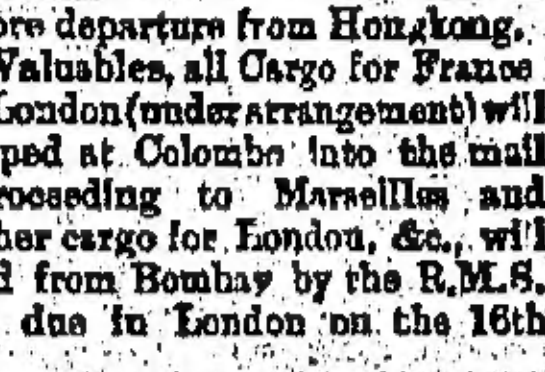 ore departure from Hongkong.
Valuables, all Cargo for France
London (under arrangement) will
ped at Colombo into the mail
roceeding to Marseilles and
her cargo for London, &c., will
d from Bombay by the R.M.S.
due in London on the 16th